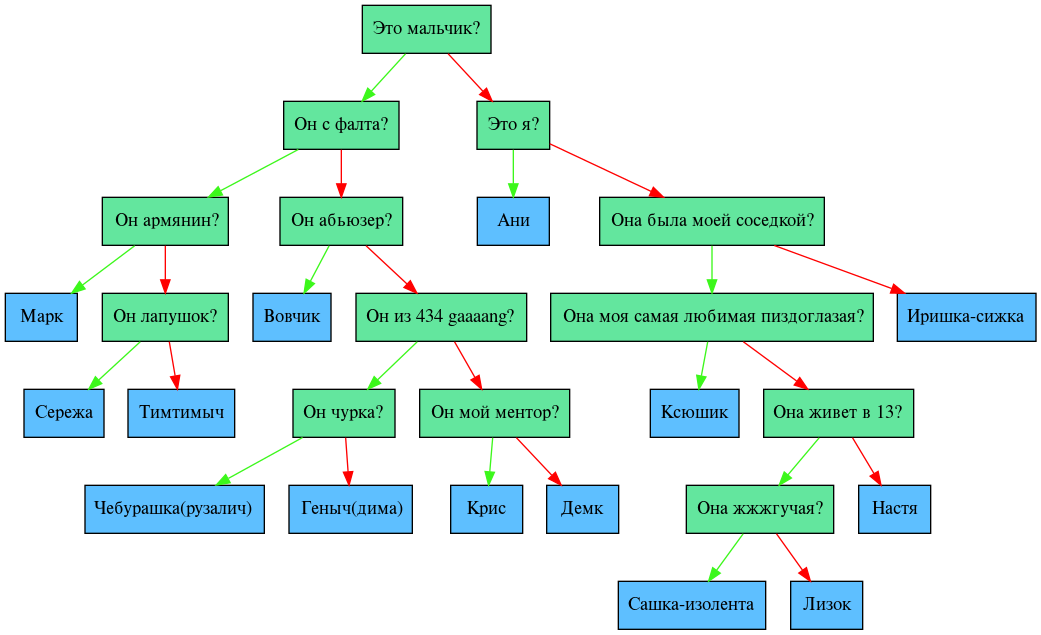 Это мальчик?
Он с фалта?
Это я?
Он армянин?
Он абьюзер?
Ани
Она была моей соседкой?
Марк
Он лапушок?
Вовчик
Он из 434 gaaaang?
Она моя самая любимая пиздоглазая?
Иришка-сижка
Сережа
Тимтимыч
Он чурка?
Он мой ментор?
Ксюшик
Она живет в 13?
Чебурашка(рузалич)
Геныч(дима)
Крис
Демк
Она жжжгучая?
Настя
Сашка-изолента
Лизок